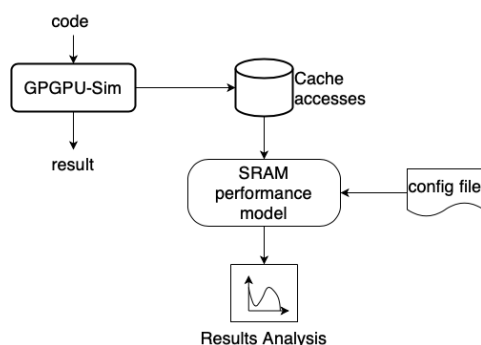 code
GPGPU-Sim
Cache
accesses
result
SRAM
performance
model
config file
Results Analysis